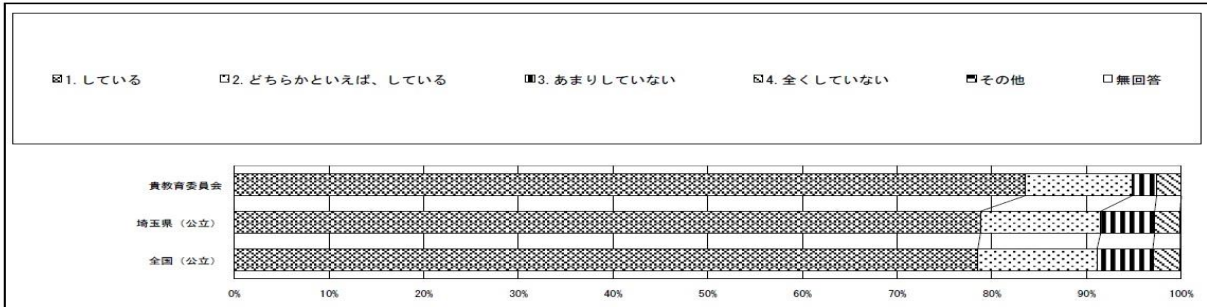 1. している 2. どちらかといえば、している 3. あまりしていない 4. 全くしていない その他 無回答
貴教育委員会
埼玉県（公立）
全国（公立）
0% 10% 20% 30% 40% 50% 60% 70% 80% 90% 100%